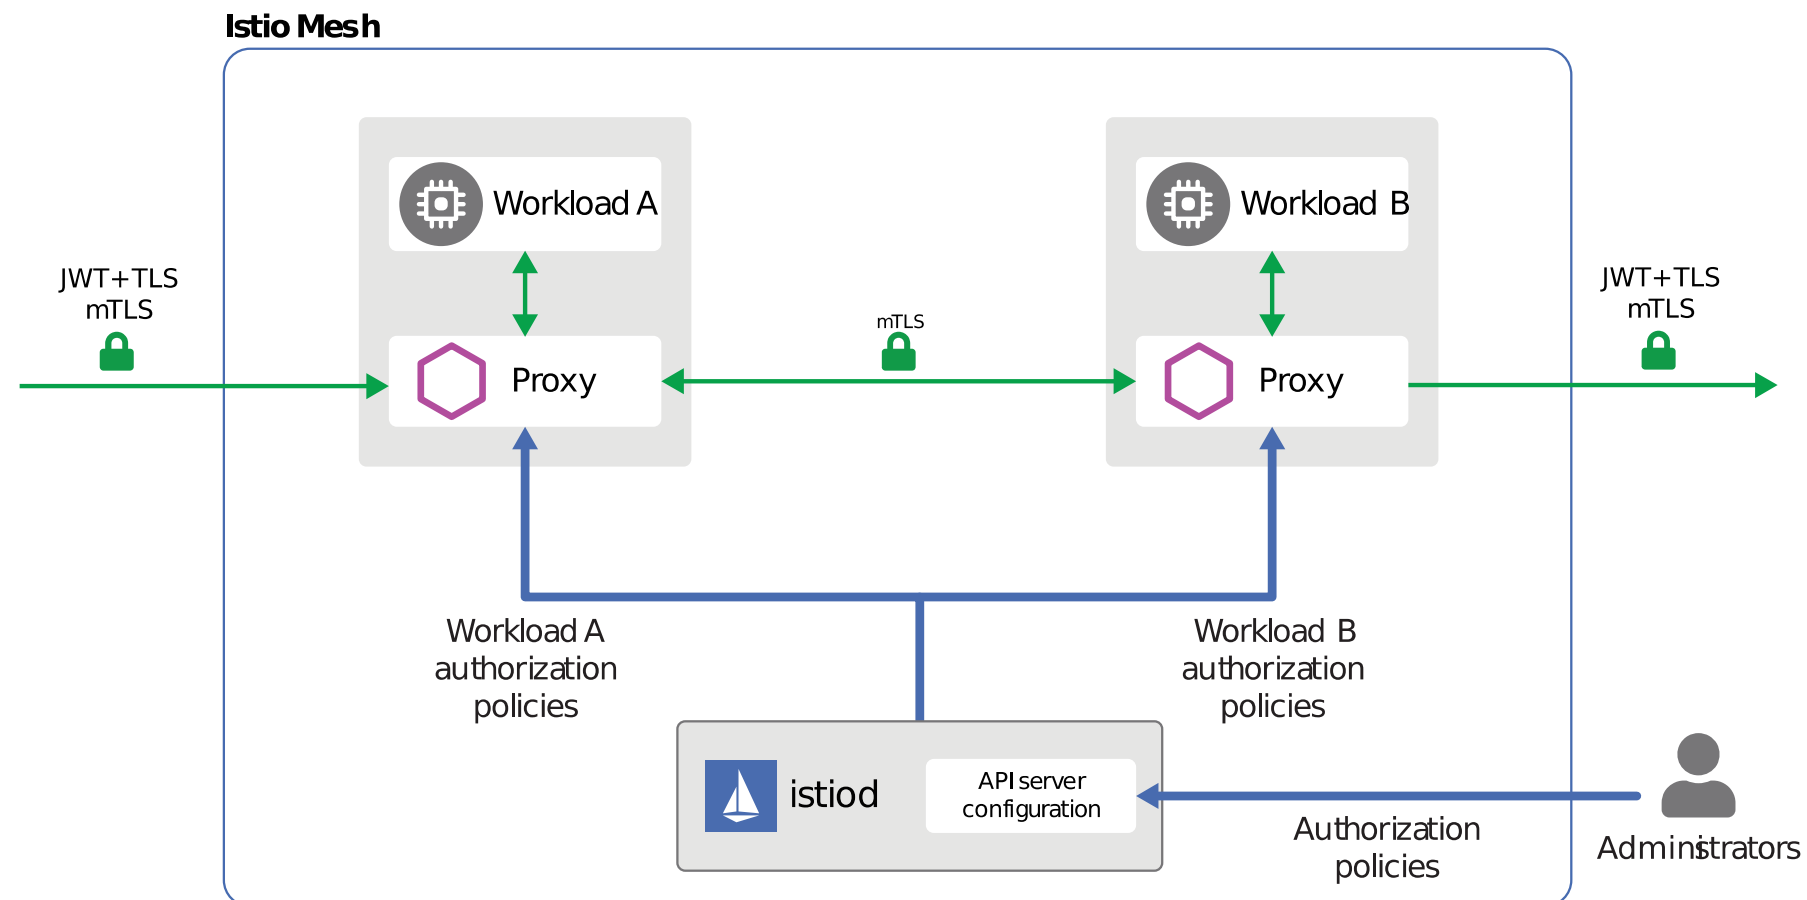 Istio Mesh
Workload A
Workload B
JWT+TLS
mTLS
mTLS
JWT+TLS
mTLS
Proxy
Proxy
Workload A
authorization
policies
Workload B
authorization
policies
istiod
API server
configuration
Authorization
policies
Administrators